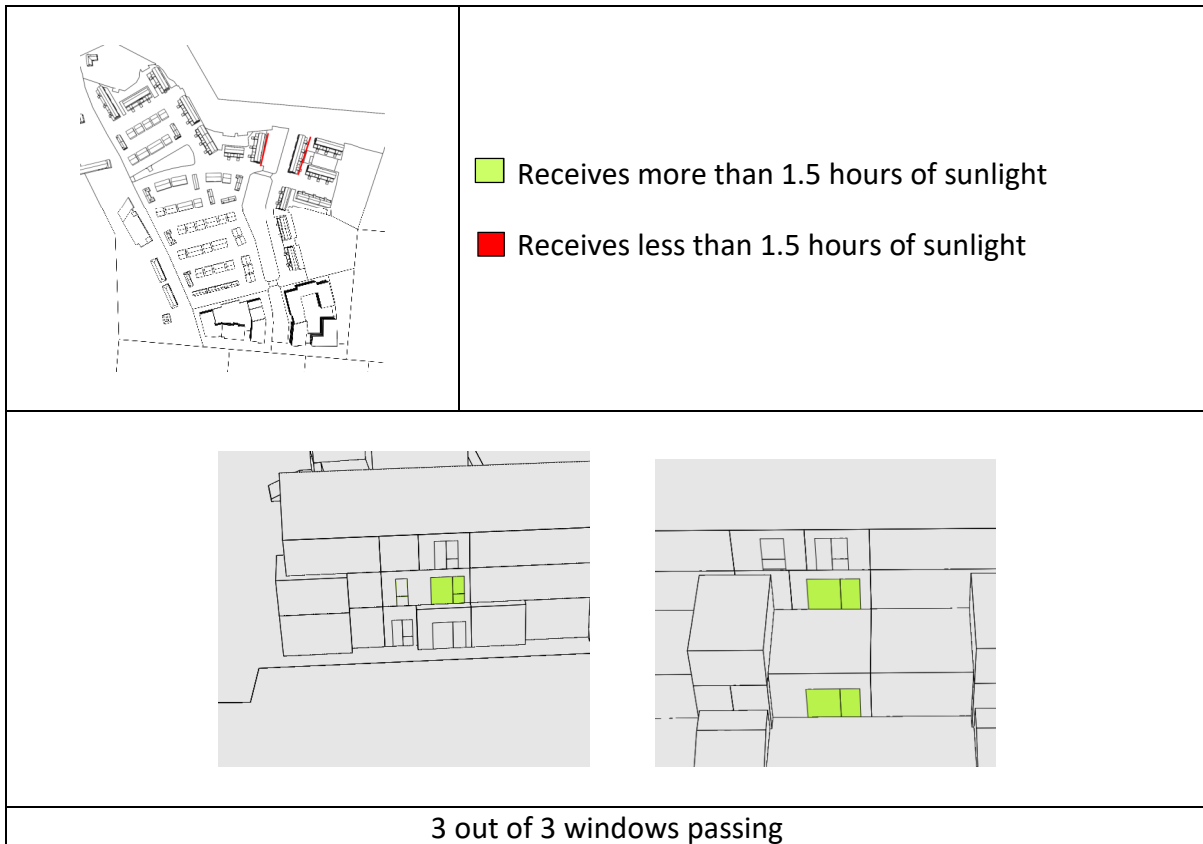 Receives more than 1.5 hours of sunlight
Receives less than 1.5 hours of sunlight
3 out of 3 windows passing